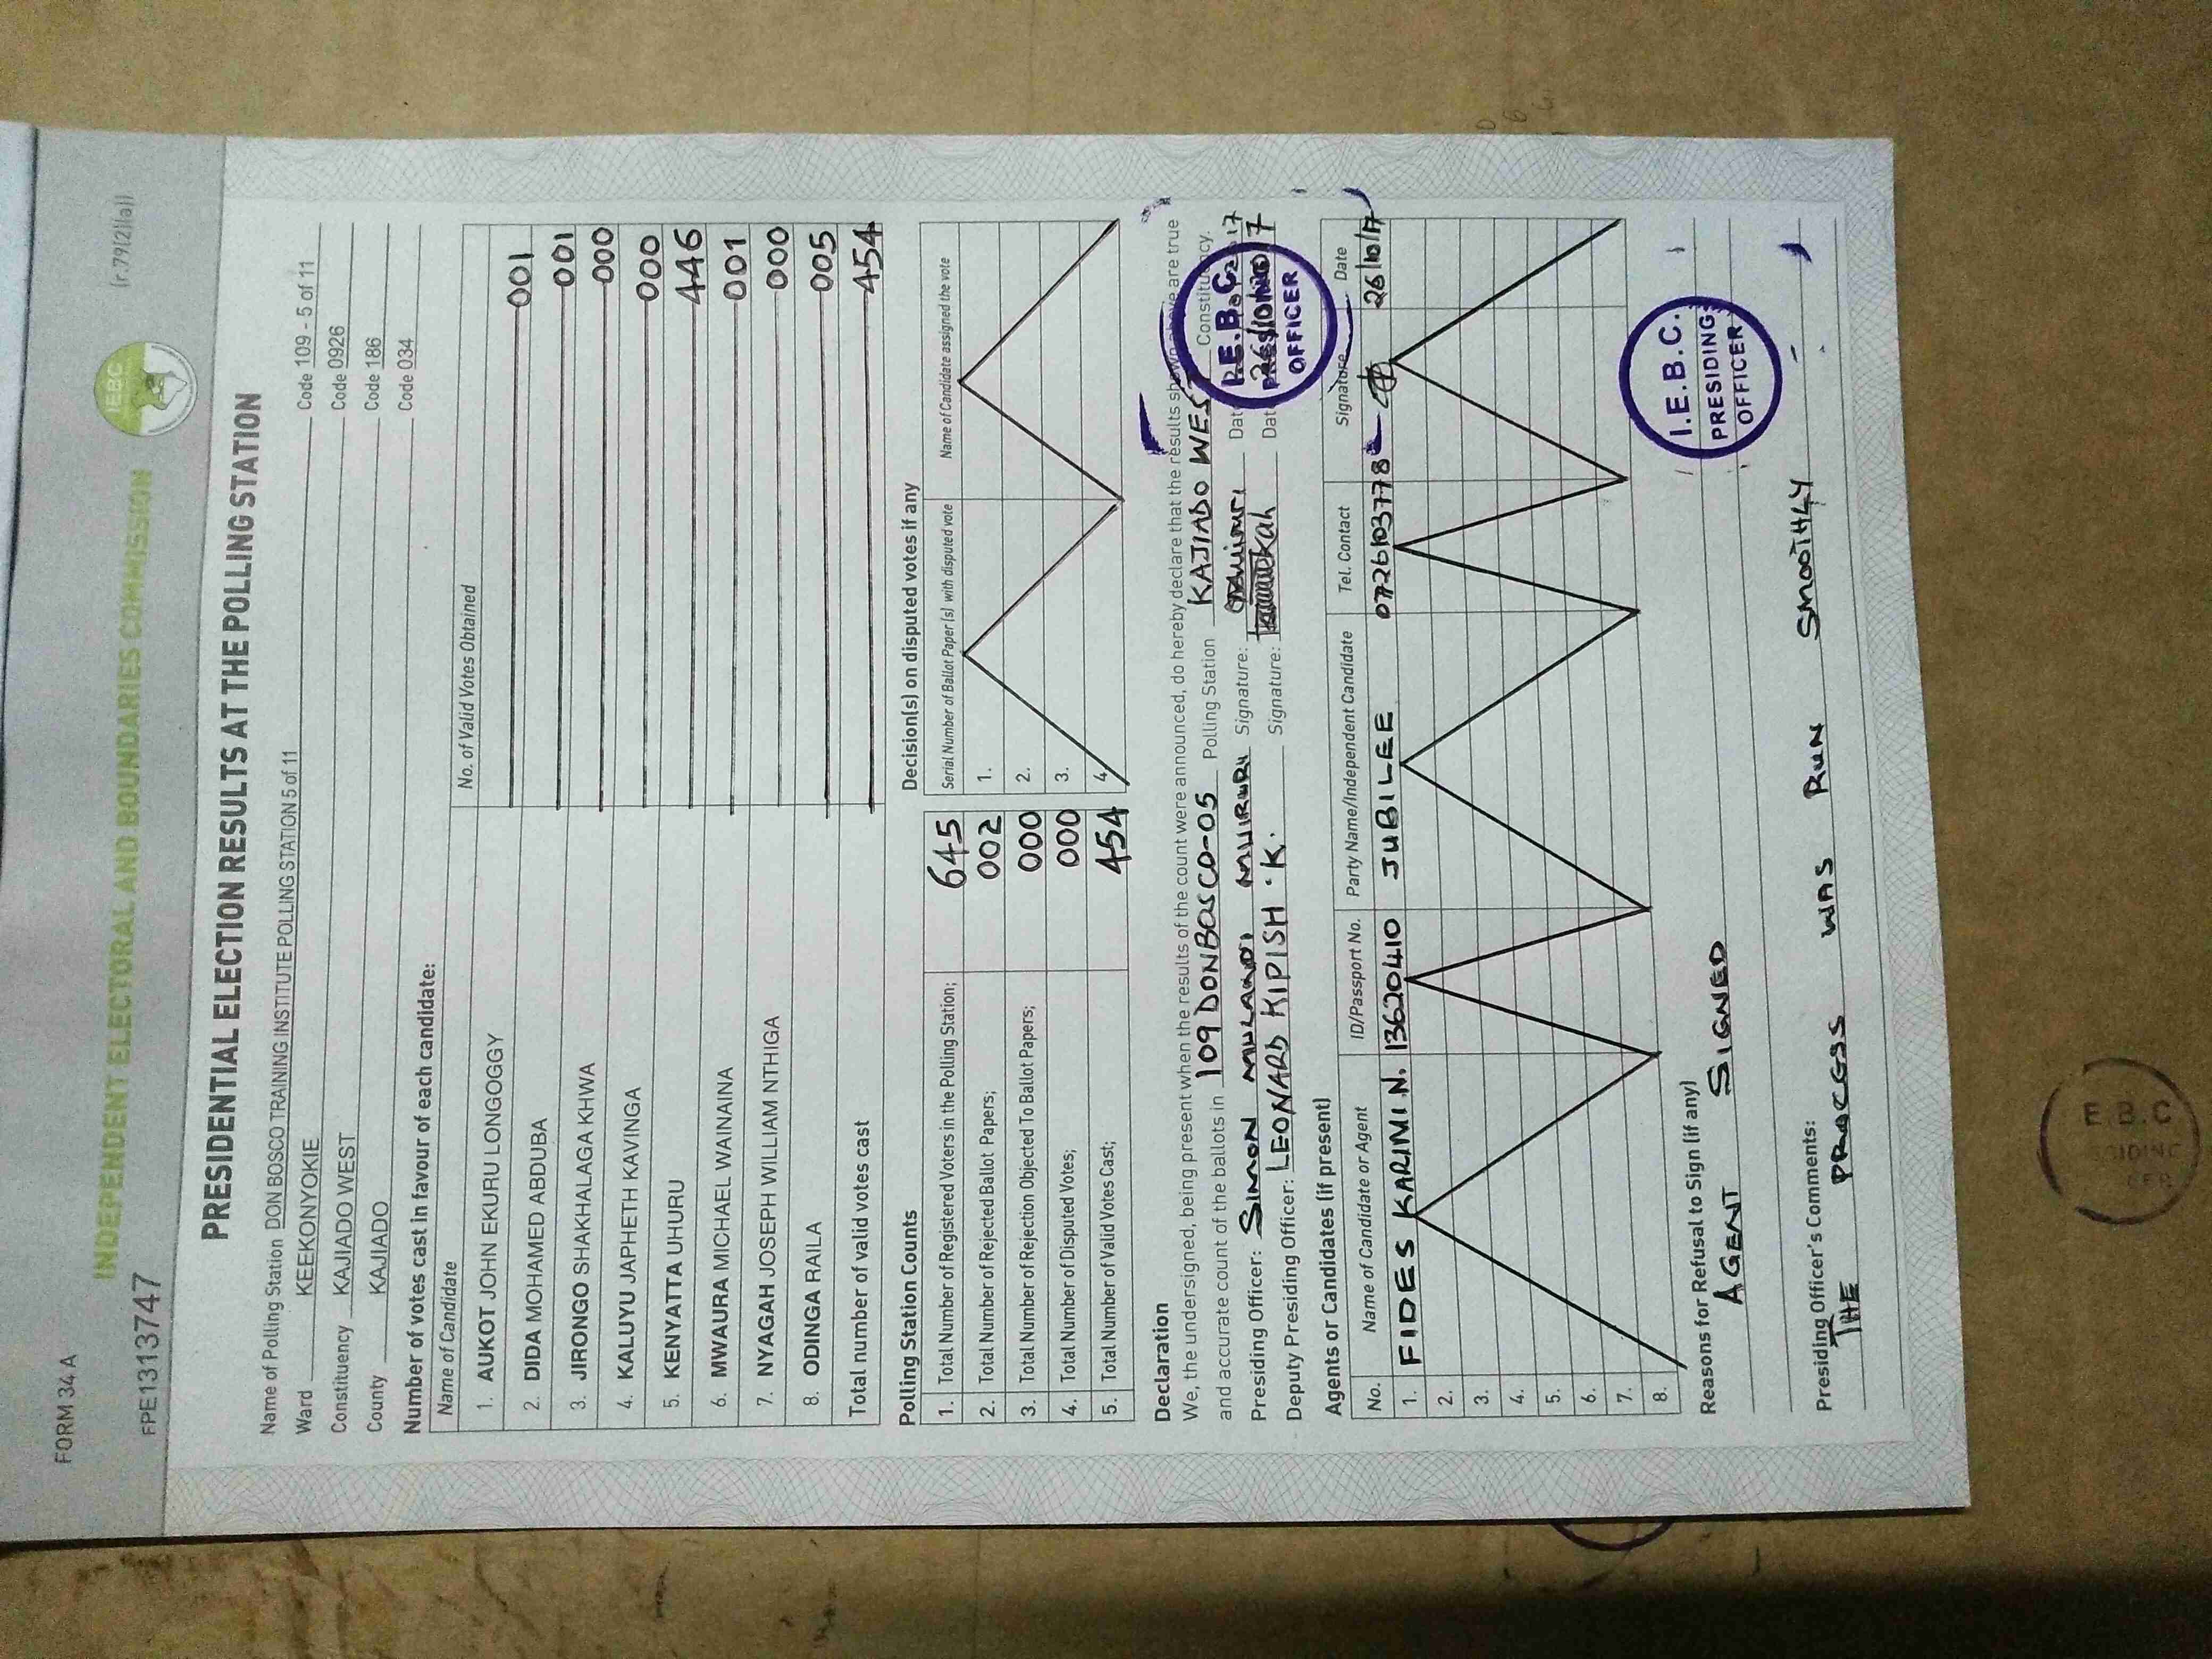 FORM 34A
(r.79(2)(a))
INDEPENDENT ELECTORAL AND BOUNDARIES COMMISSION
IEBC
FPE1313747
PRESIDENTIAL ELECTION RESULTS AT THE POLLING STATION
Name of Polling Station DON BOSCO TRAINING INSTITUTE POLLING STATION 5 of 11 Code 109 - 5 of 11
Ward KEEKONYOKIE Code 0926
Constituency KAJIADO WEST Code 186
County KAJIADO Code 034
Number of votes cast in favour of each candidate:
Name of Candidate No. of Valid Votes Obtained
1. AUKOT JOHN EKURU LONGOGGY 001
2. DIDA MOHAMED ABDUBA 001
3. JIRONGO SHAKHALAGA KHWA 000
4. KALUYU JAPHETH KAVINGA 000
5. KENYATTA UHURU 446
6. MWAURA MICHAEL WAINAINA 001
7. NYAGAH JOSEPH WILLIAM NTHIGA 000
8. ODINGA RAILA 005
Total number of valid votes cast 454
Polling Station Counts
1. Total Number of Registered Voters in the Polling Station; 645
2. Total Number of Rejected Ballot Papers; 002
3. Total Number of Rejection Objected To Ballot Papers; 000
4. Total Number of Disputed Votes; 000
5. Total Number of Valid Votes Cast; 454
Decision(s) on disputed votes if any
Serial Number of Ballot Paper(s) with disputed vote Name of Candidate assigned the vote
1.
2.
3.
4.
Declaration
We, the undersigned, being present when the results of the count were announced, do hereby declare that the results shown above are true
and accurate count of the ballots in 109 DONBOSCO-05 Polling Station KAJIADO WEST Constituency.
Presiding Officer: SIMON MULANDI MUIRURI Signature: Date
Deputy Presiding Officer: LEONARD KIPISH . K. Signature: Date
I.E.B.C.
PRESIDING
OFFICER
Agents or Candidates (if present)
No. Name of Candidate or Agent ID/Passport No. Party Name/Independent Candidate Tel. Contact Signature Date
1. FIDES KARIMI N. 13620410 JUBILEE 0726103778 26/10/17
2.
3.
4.
5.
6.
7.
8.
Reasons for Refusal to Sign (if any)
AGENT SIGNED
I.E.B.C.
PRESIDING
OFFICER
Presiding Officer's Comments:
THE PROCESS WAS RUN SMOOTHLY
E.B.C